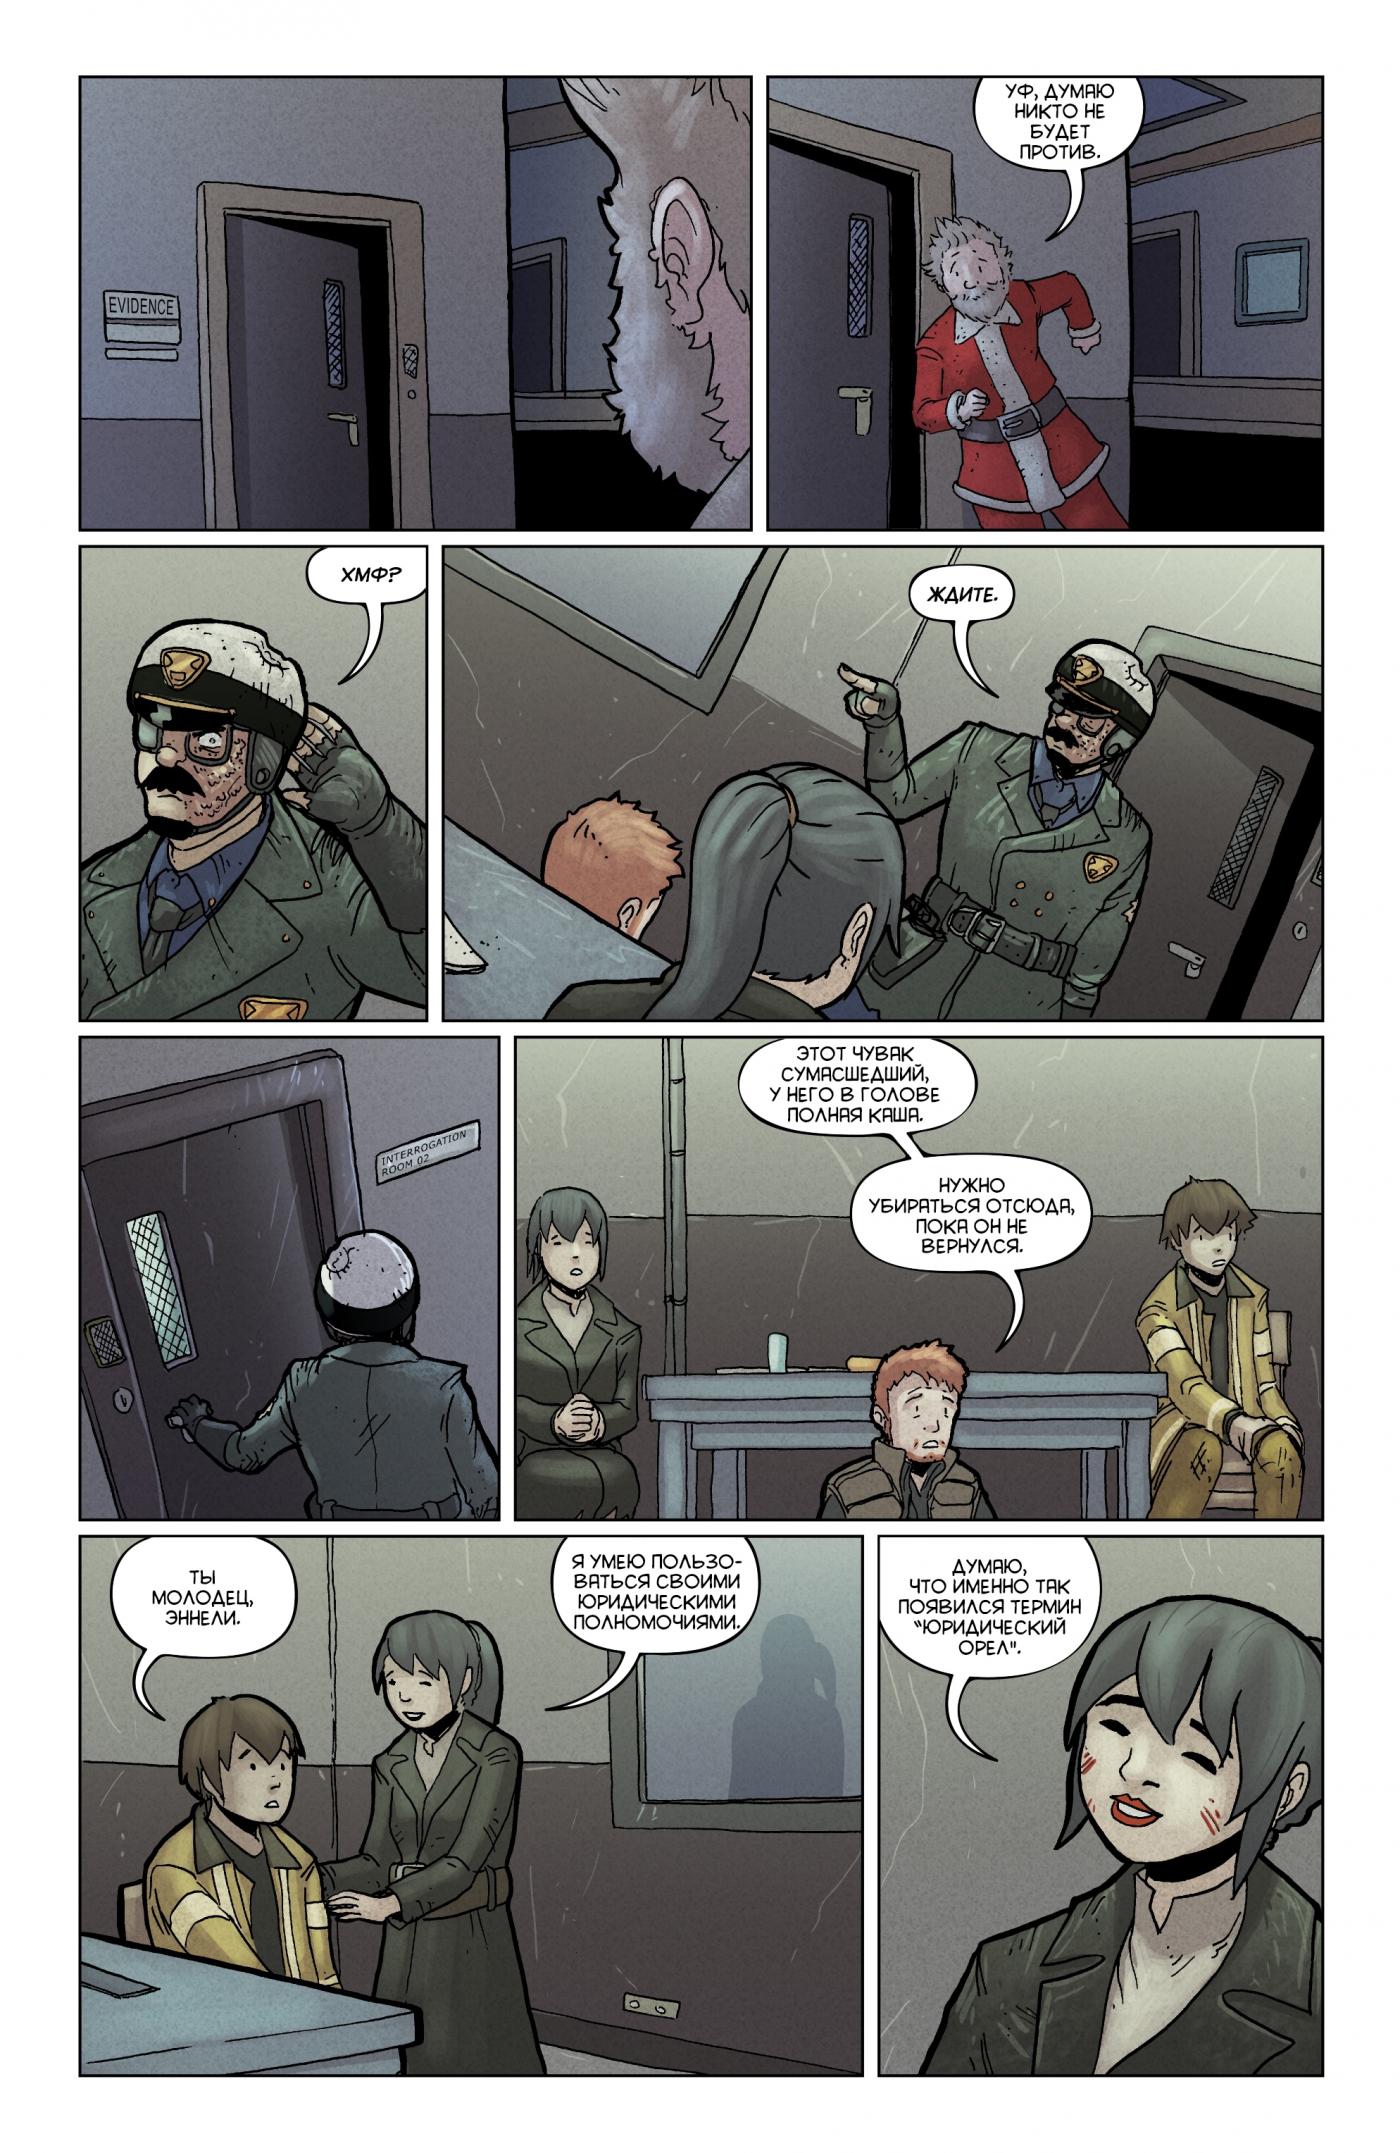 EVIDENCE
УФ, ДУМАЮ
НИКТО НЕ
БУДЕТ
ПРОТИВ.
ХМФ?
ЖДИТЕ.
INTERROGATION
ROOM 02
ЭТОТ ЧУВАК
СУМАСШЕДШИЙ,
У НЕГО В ГОЛОВЕ
ПОЛНАЯ КАША.
НУЖНО
УБИРАТЬСЯ ОТСЮДА,
ПОКА ОН НЕ
ВЕРНУЛСЯ.
ТЫ
МОЛОДЕЦ,
ЭННЕЛИ.
Я УМЕЮ ПОЛЬЗО-
ВАТЬСЯ СВОИМИ
ЮРИДИЧЕСКИМИ
ПОЛНОМОЧИЯМИ.
ДУМАЮ,
ЧТО ИМЕННО ТАК
ПОЯВИЛСЯ ТЕРМИН
"ЮРИДИЧЕСКИЙ
ОРЕЛ".